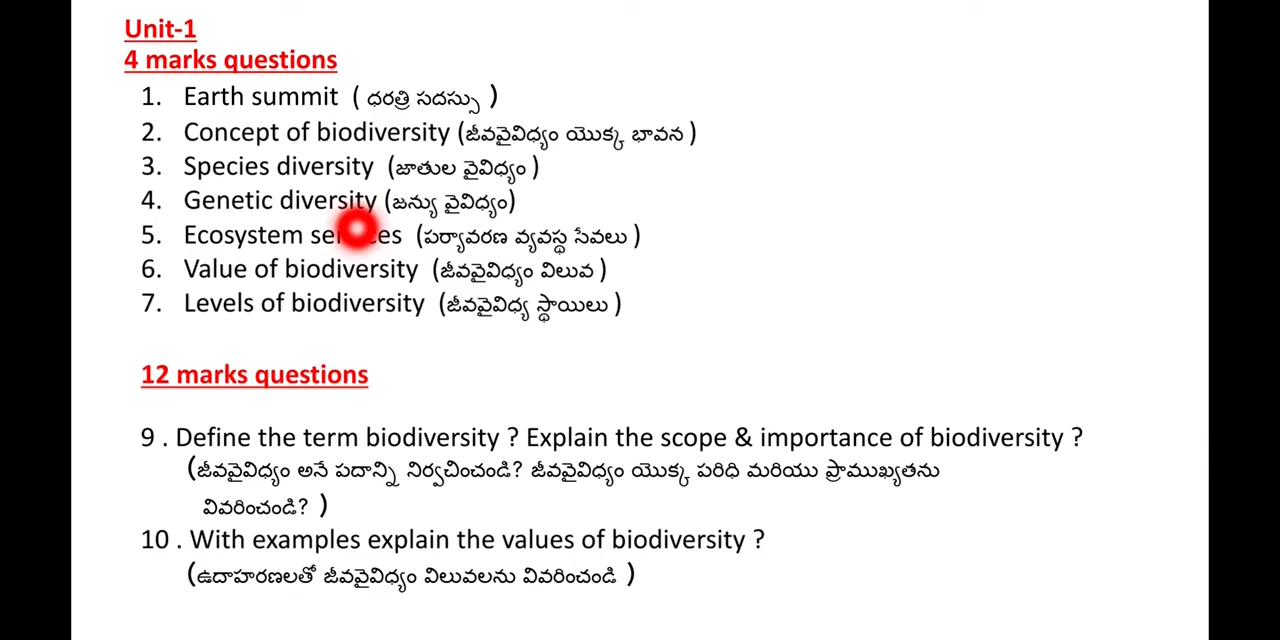 Unit-1
4 marks questions
1. Earth summit ( ధరత్రి సదస్సు )
2. Concept of biodiversity (జీవవైవిధ్యం యొక్క భావన )
3. Species diversity (జాతుల వైవిధ్యం )
4. Genetic diversity (జన్యు వైవిధ్యం)
5. Ecosystem services (పర్యావరణ వ్యవస్థ సేవలు )
6. Value of biodiversity (జీవవైవిధ్యం విలువ )
7. Levels of biodiversity (జీవవైవిధ్య స్థాయిలు )
12 marks questions
9 . Define the term biodiversity ? Explain the scope & importance of biodiversity ?
(జీవవైవిధ్యం అనే పదాన్ని నిర్వచించండి? జీవవైవిధ్యం యొక్క పరిధి మరియు ప్రాముఖ్యతను
వివరించండి? )
10 . With examples explain the values of biodiversity ?
(ఉదాహరణలతో జీవవైవిధ్యం విలువలను వివరించండి )